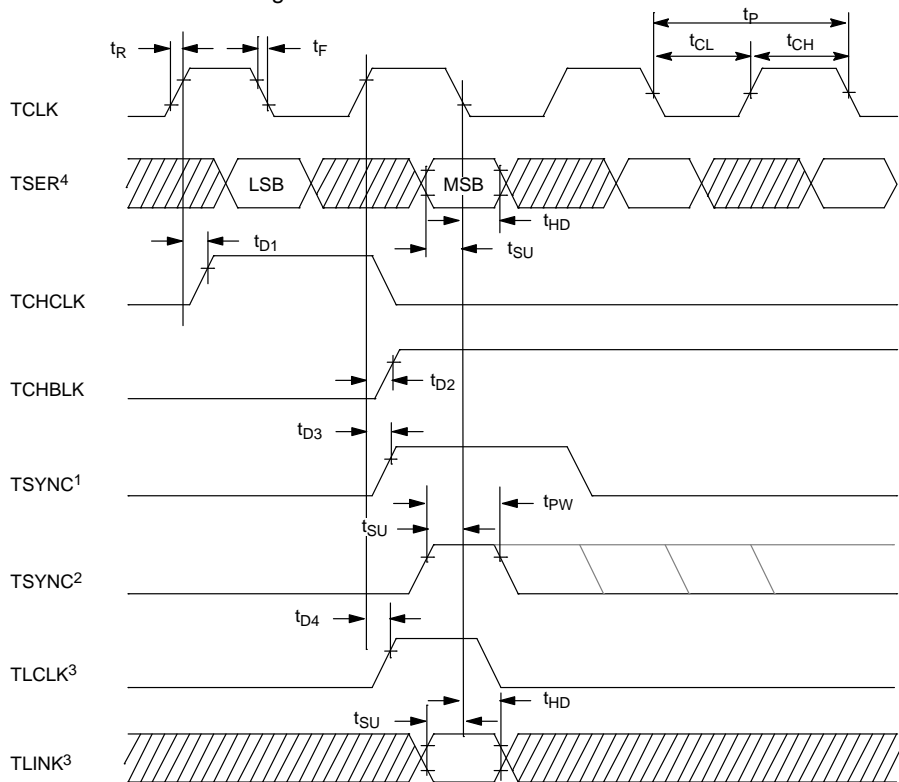 tP
tR
tF
tCL
tCH
TCLK
TSER4
LSB
MSB
tHD
tD1
tSU
TCHCLK
TCHBLK
tD2
tD3
TSYNC1
tPW
tSU
TSYNC2
tD4
TLCLK3
tHD
tSU
TLINK3